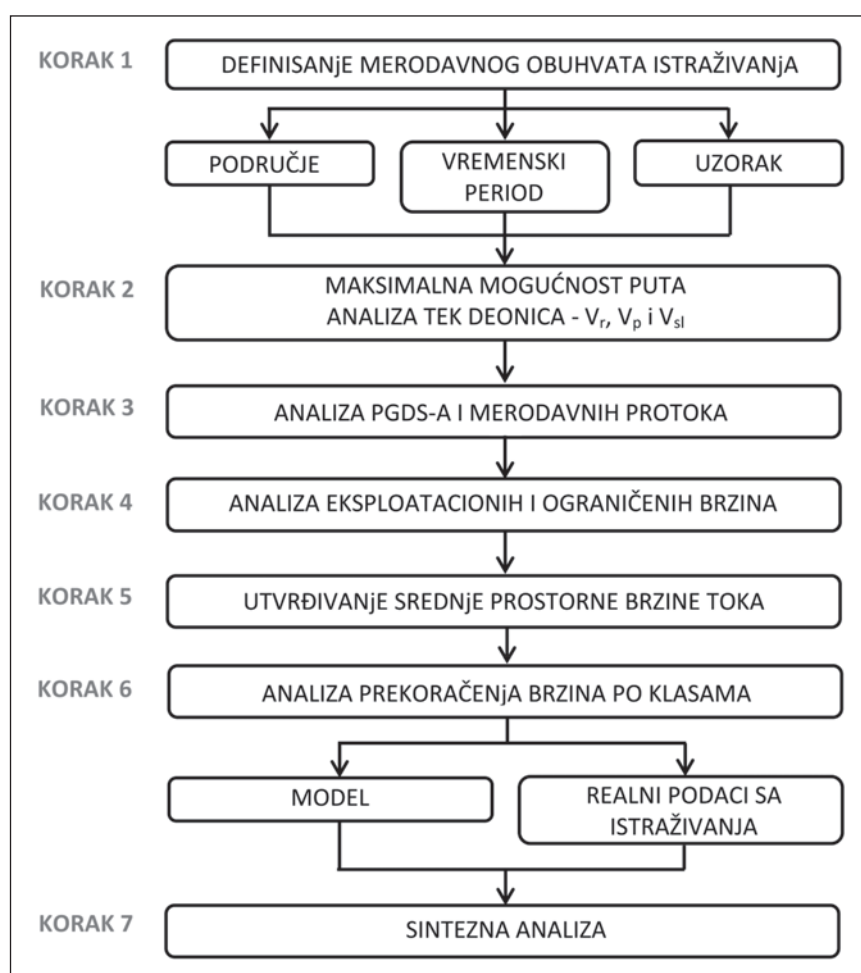 KORAK 1
DEFINISANjE MERODAVNOG OBUHVATA ISTRAŽIVANjA
PODRUČJE
VREMENSKI
PERIOD
UZORAK
KORAK 2
MAKSIMALNA MOGUĆNOST PUTA
ANALIZA TEK DEONICA - Vr, Vp i Vsl
KORAK 3
ANALIZA PGDS-A I MERODAVNIH PROTOKA
KORAK 4
ANALIZA EKSPLOATACIONIH I OGRANIČENIH BRZINA
KORAK 5
UTVRĐIVANjE SREDNjE PROSTORNE BRZINE TOKA
KORAK 6
ANALIZA PREKORAČENjA BRZINA PO KLASAMA
MODEL
REALNI PODACI SA
ISTRAŽIVANJA
KORAK 7
SINTEZNA ANALIZA